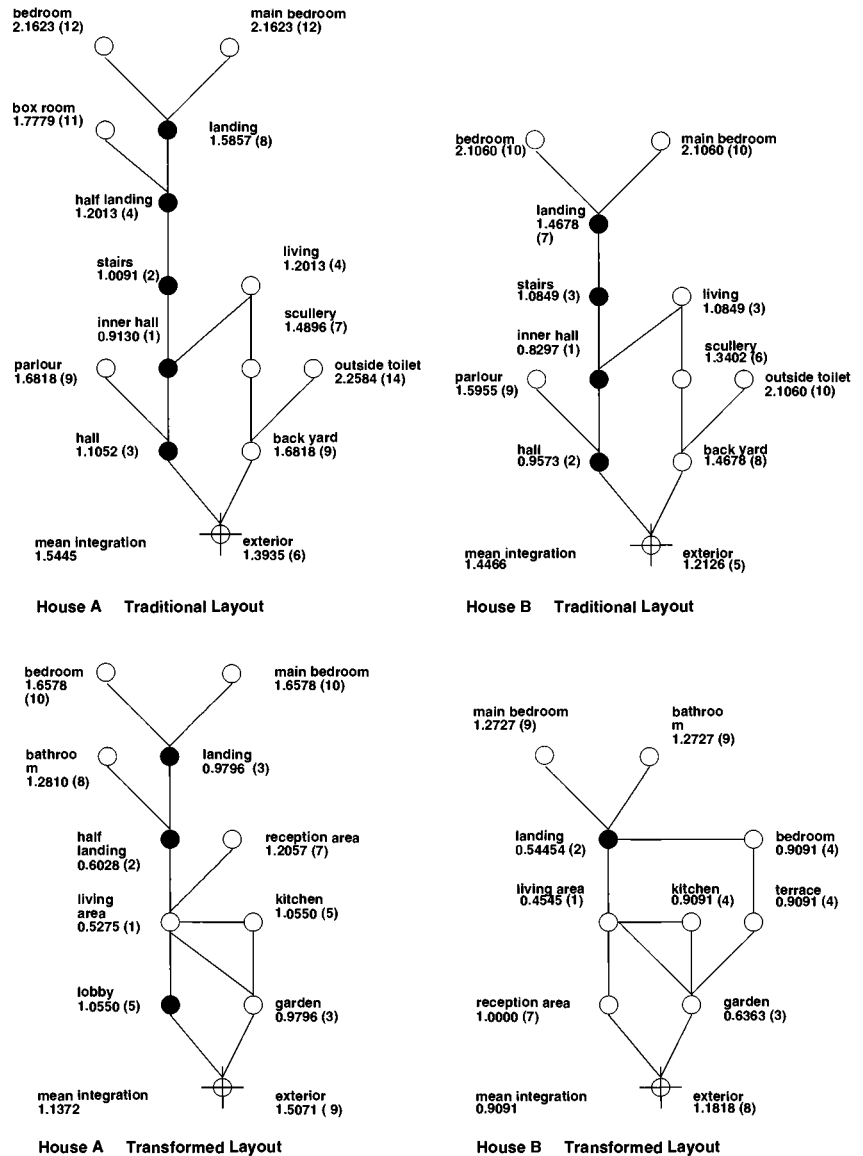 bedroom
2.1623 (12)
main bedroom
2.1623 (12)
box room
1.7779 (11)
landing
1.5857 (8)
half landing
1.2013 (4)
stairs
1.0091 (2)
living
1.2013 (4)
inner hall
0.9130 (1)
scullery
1.4896 (7)
parlour
1.6818 (9)
outside toilet
2.2584 (14)
hall
1.1052 (3)
back yard
1.6818 (9)
mean integration
1.5445
exterior
1.3935 (6)
House A Traditional Layout
bedroom
2.1060 (10)
main bedroom
2.1060 (10)
landing
1.4678
(7)
stairs
1.0849 (3)
living
1.0849 (3)
inner hall
0.8297 (1)
scullery
1.3402 (6)
parlour
1.5955 (9)
outside toilet
2.1060 (10)
hall
0.9573 (2)
back yard
1.4678 (8)
mean integration
1.4466
exterior
1.2126 (5)
House B Traditional Layout
bedroom
1.6578
(10)
main bedroom
1.6578 (10)
bathroo
m
1.2810 (8)
landing
0.9796 (3)
half
landing
0.6028 (2)
reception area
1.2057 (7)
living
area
0.5275 (1)
kitchen
1.0550 (5)
lobby
1.0550 (5)
garden
0.9796 (3)
mean integration
1.1372
exterior
1.5071 ( 9)
House A Transformed Layout
main bedroom
1.2727 (9)
bathroo
m
1.2727 (9)
landing
0.54454 (2)
bedroom
0.9091 (4)
living area
0.4545 (1)
kitchen
0.9091 (4)
terrace
0.9091 (4)
reception area
1.0000 (7)
garden
0.6363 (3)
mean integration
0.9091
exterior
1.1818 (8)
House B Transformed Layout